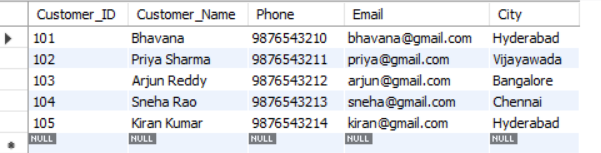 Customer_ID Customer_Name Phone Email City
101 Bhavana 9876543210 bhavana@gmail.com Hyderabad
102 Priya Sharma 9876543211 priya@gmail.com Vijayawada
103 Arjun Reddy 9876543212 arjun@gmail.com Bangalore
104 Sneha Rao 9876543213 sneha@gmail.com Chennai
105 Kiran Kumar 9876543214 kiran@gmail.com Hyderabad
NULL NULL NULL NULL NULL